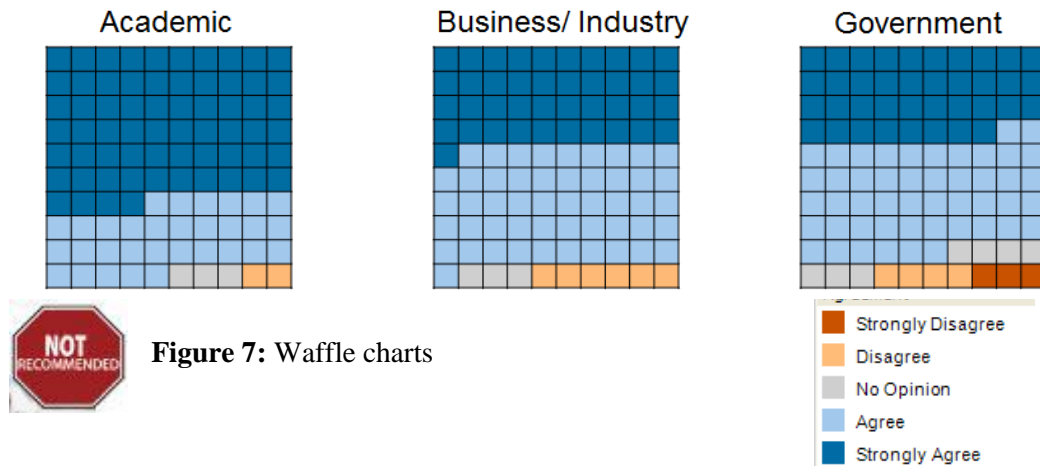 Academic
Business/ Industry
Government
NOT
RECOMMENDED
Figure 7: Waffle charts
Strongly Disagree
Disagree
No Opinion
Agree
Strongly Agree